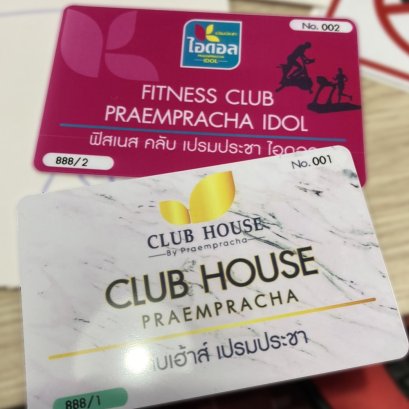 No. 002
ไอดอล
IDOL
FITNESS CLUB
PRAEMPRACHA IDOL
ฟิสเนส คลับ เปรมประชา
888/2
No. 001
CLUB HOUSE
By Praempracha
CLUB HOUSE
PRAEMPRACHA
เปรมประชา
888/1